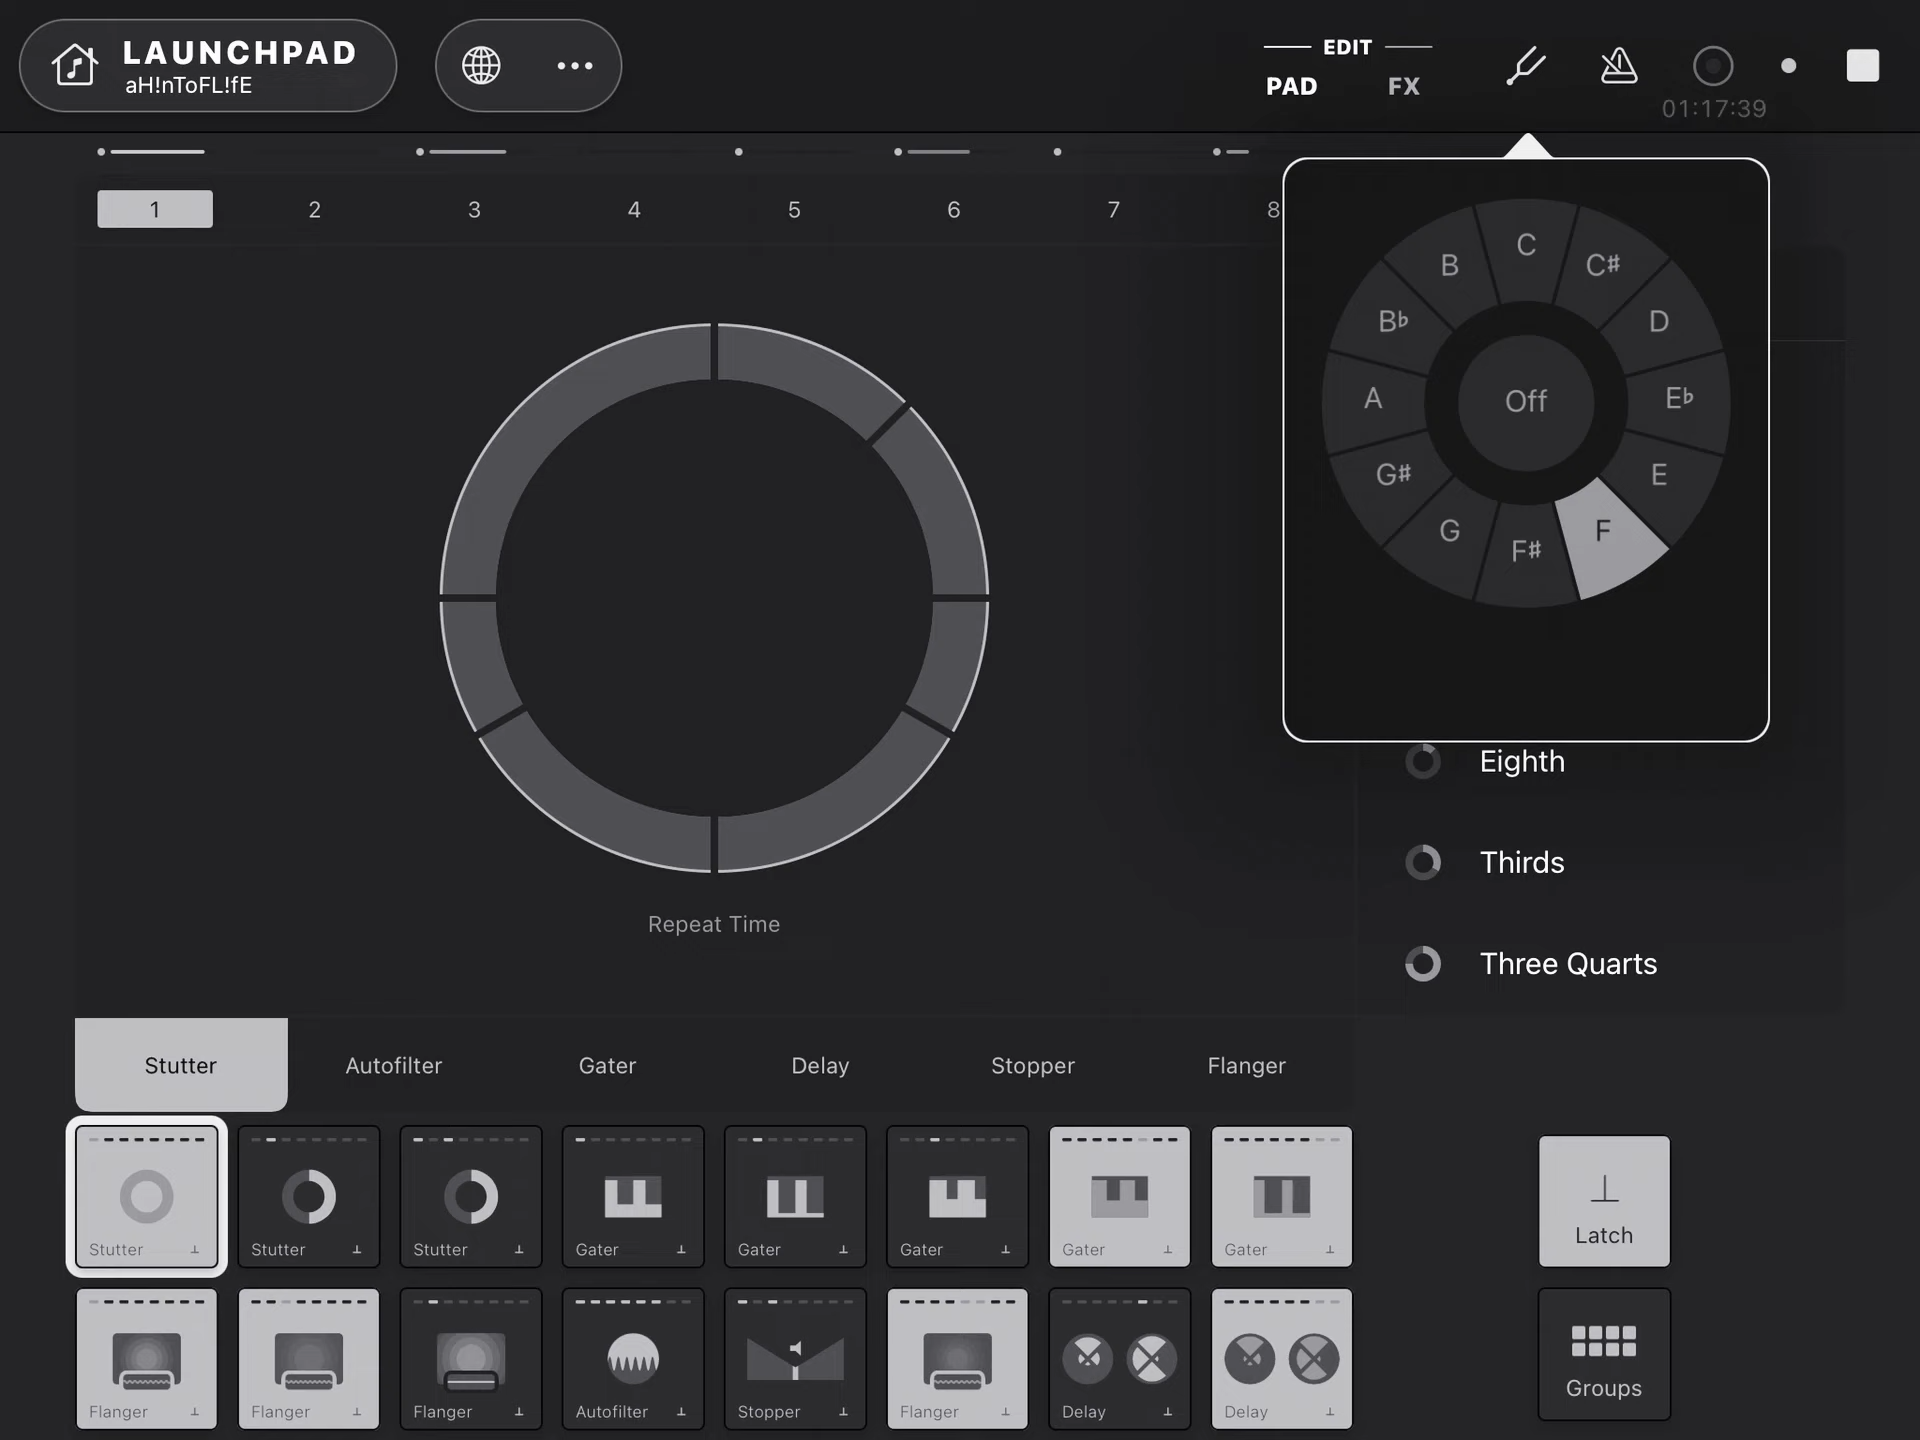 LAUNCHPAD
aH!nToFL!fE
EDIT
PAD FX
01:17:39
1 2 3 4 5 6 7 8
C
C♯
D
E♭
E
F
F♯
G
G♯
A
B♭
B
Off
Repeat Time
Eighth
Thirds
Three Quarts
Stutter Autofilter Gater Delay Stopper Flanger
Stutter Stutter Stutter Gater Gater Gater Gater Gater
Latch
Flanger Flanger Flanger Autofilter Stopper Flanger Delay Delay
Groups